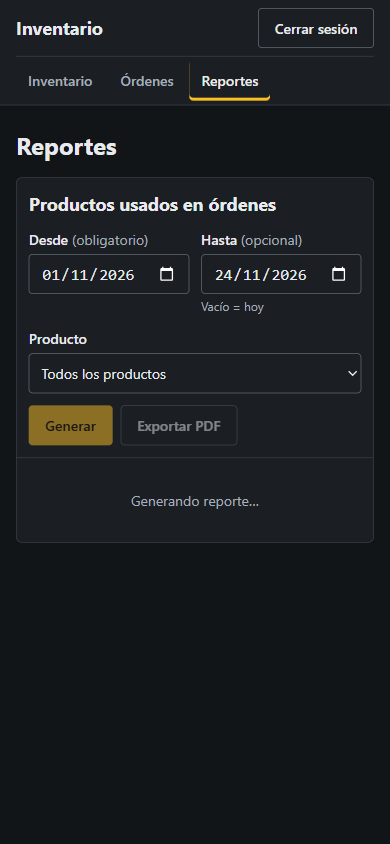 Inventario
Cerrar sesión
Inventario Órdenes Reportes
Reportes
Productos usados en órdenes
Desde (obligatorio) Hasta (opcional)
01/11/2026 24/11/2026
Vacío = hoy
Producto
Todos los productos
Generar Exportar PDF
Generando reporte...